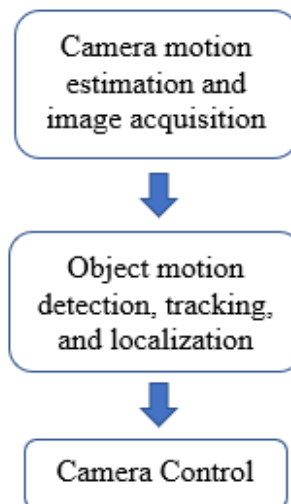 Camera motion
estimation and
image acquisition
Object motion
detection, tracking,
and localization
Camera Control